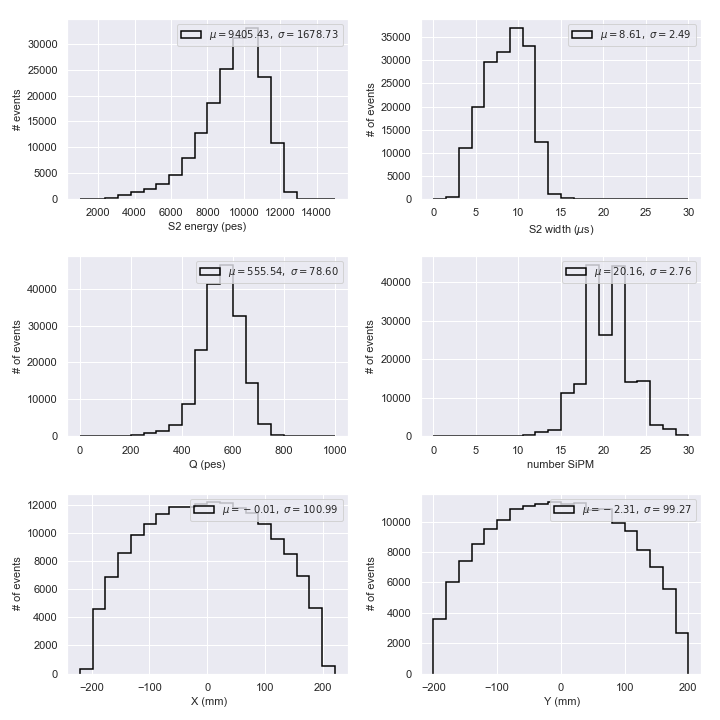 μ = 9405.43, σ = 1678.73
# events
30000
25000
20000
15000
10000
5000
0
2000 4000 6000 8000 10000 12000 14000
S2 energy (pes)
μ = 8.61, σ = 2.49
# of events
35000
30000
25000
20000
15000
10000
5000
0
0 5 10 15 20 25 30
S2 width (μs)
μ = 555.54, σ = 78.60
# of events
40000
30000
20000
10000
0
0 200 400 600 800 1000
Q (pes)
μ = 20.16, σ = 2.76
# of events
40000
30000
20000
10000
0
0 5 10 15 20 25 30
number SiPM
μ = −0.01, σ = 100.99
# of events
12000
10000
8000
6000
4000
2000
0
−200 −100 0 100 200
X (mm)
μ = −2.31, σ = 99.27
# of events
10000
8000
6000
4000
2000
0
−200 −100 0 100 200
Y (mm)